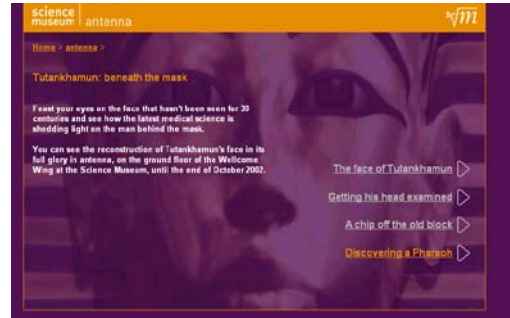 science
museum antenna
Home > antenna >
Tutankhamun: beneath the mask
Feast your eyes on the face that hasn't been seen for 30
centuries and see how the latest medical science is
shedding light on the man behind the mask.
You can see the reconstruction of Tutankhamun's face in its
full glory in antenna, on the ground floor of the Wellcome
Wing at the Science Museum, until the end of October 2002.
The face of Tutankhamun
Getting his head examined
A chip off the old block
Discovering a Pharaoh